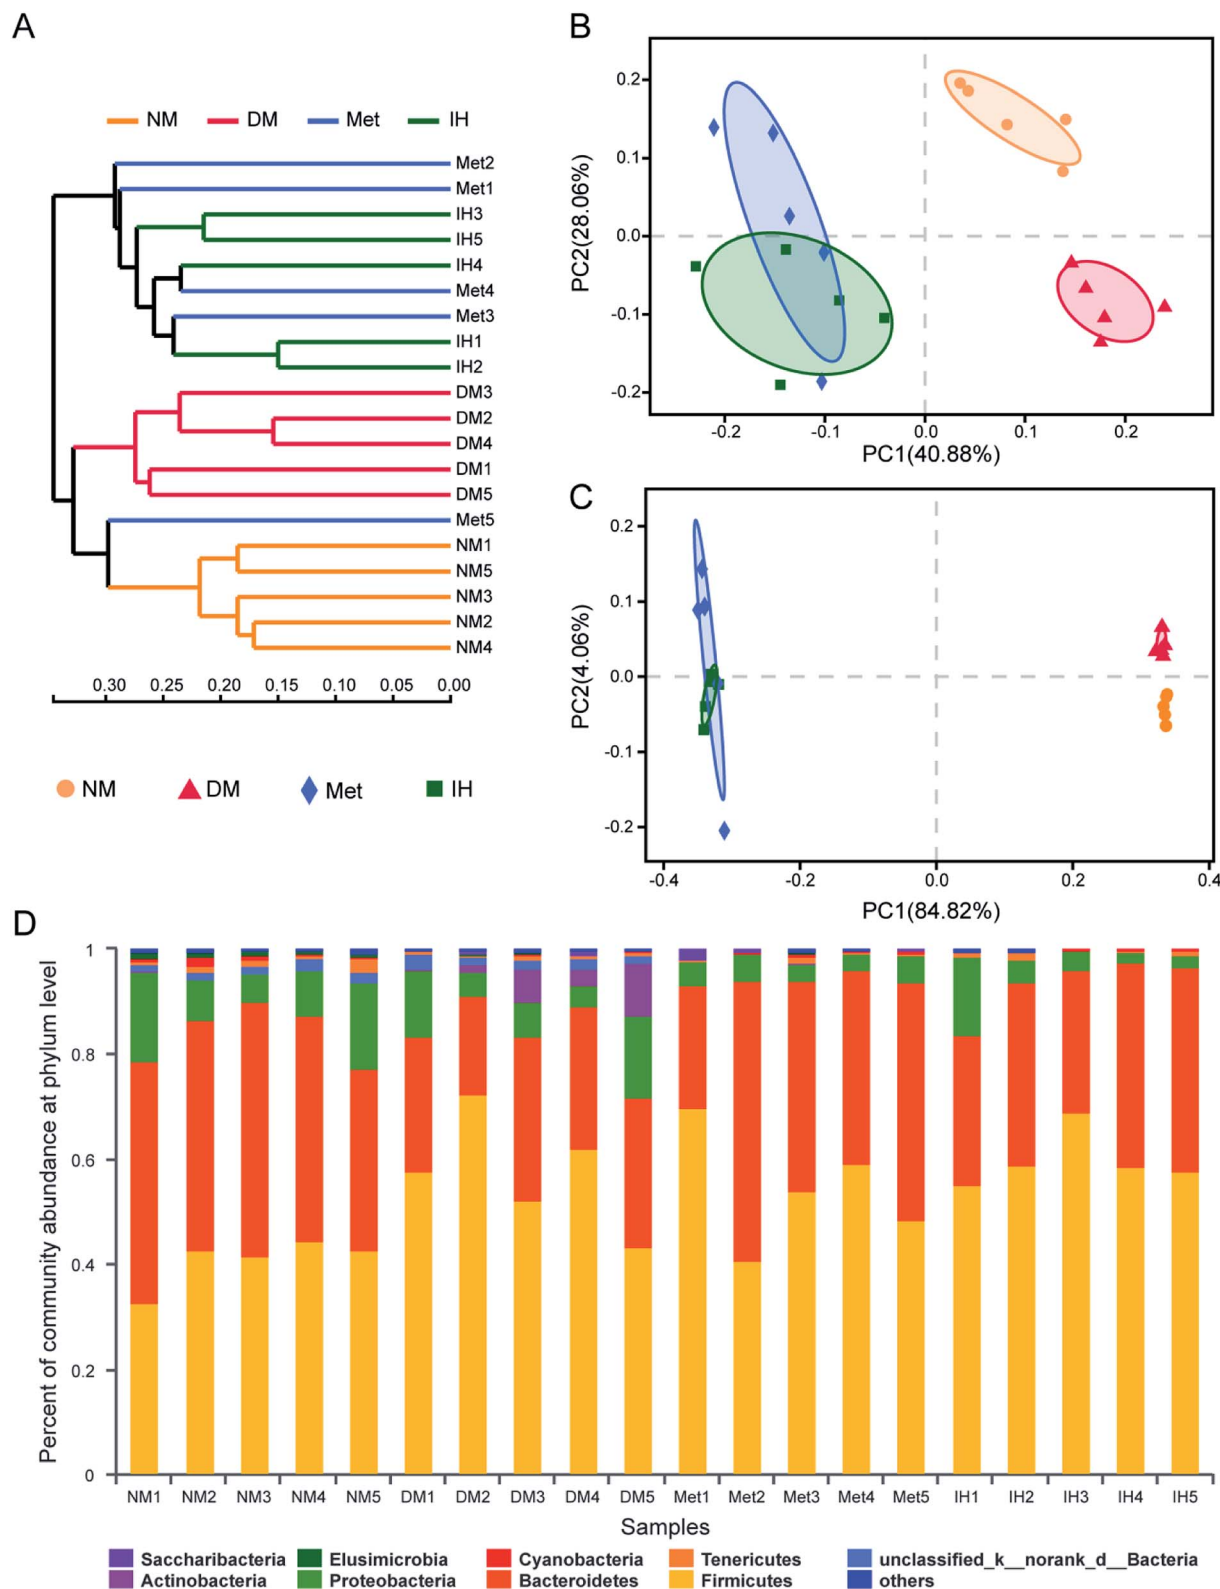 A
NM DM Met IH
Met2
Met1
IH3
IH5
IH4
Met4
Met3
IH1
IH2
DM3
DM2
DM4
DM1
DM5
Met5
NM1
NM5
NM3
NM2
NM4
0.30 0.25 0.20 0.15 0.10 0.05 0.00
NM DM Met IH
B
PC2(28.06%)
0.2
0.1
0.0
-0.1
-0.2
-0.2 -0.1 0.0 0.1 0.2
PC1(40.88%)
C
PC2(4.06%)
0.2
0.1
0.0
-0.1
-0.2
-0.4 -0.2 0.0 0.2 0.4
PC1(84.82%)
D
Percent of community abundance at phylum level
1
0.8
0.6
0.4
0.2
0
NM1 NM2 NM3 NM4 NM5 DM1 DM2 DM3 DM4 DM5 Met1 Met2 Met3 Met4 Met5 IH1 IH2 IH3 IH4 IH5
Samples
Saccharibacteria Elusimicrobia Cyanobacteria Tenericutes unclassified_k__norank_d__Bacteria
Actinobacteria Proteobacteria Bacteroidetes Firmicutes others